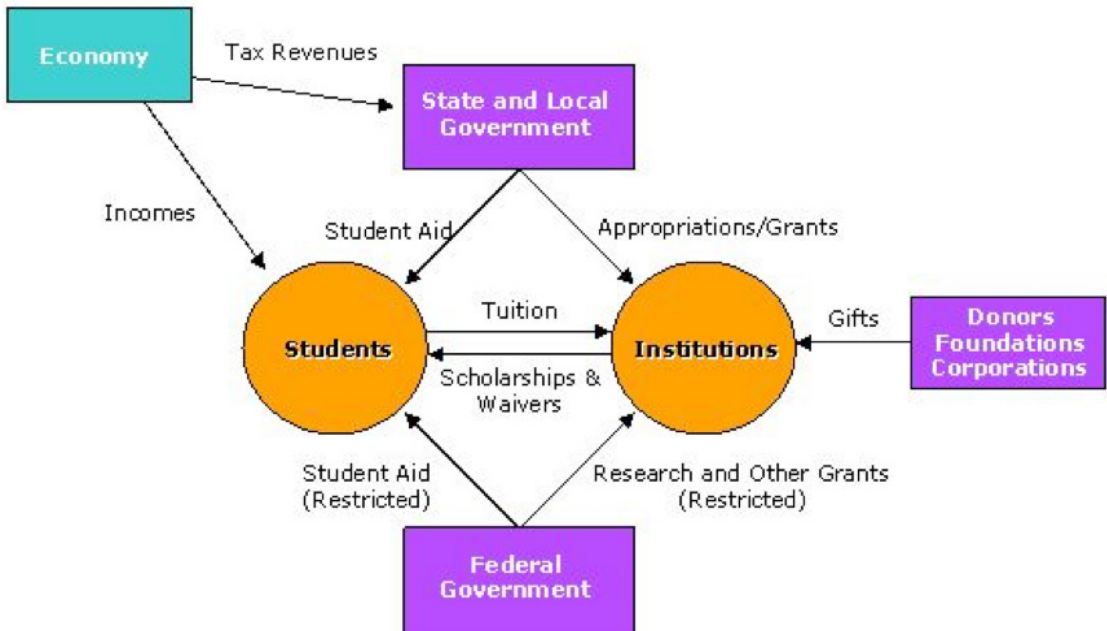 Economy
Tax Revenues
State and Local
Government
Incomes
Student Aid
Appropriations/Grants
Students
Tuition
Scholarships &
Waivers
Institutions
Gifts
Donors
Foundations
Corporations
Student Aid
(Restricted)
Research and Other Grants
(Restricted)
Federal
Government